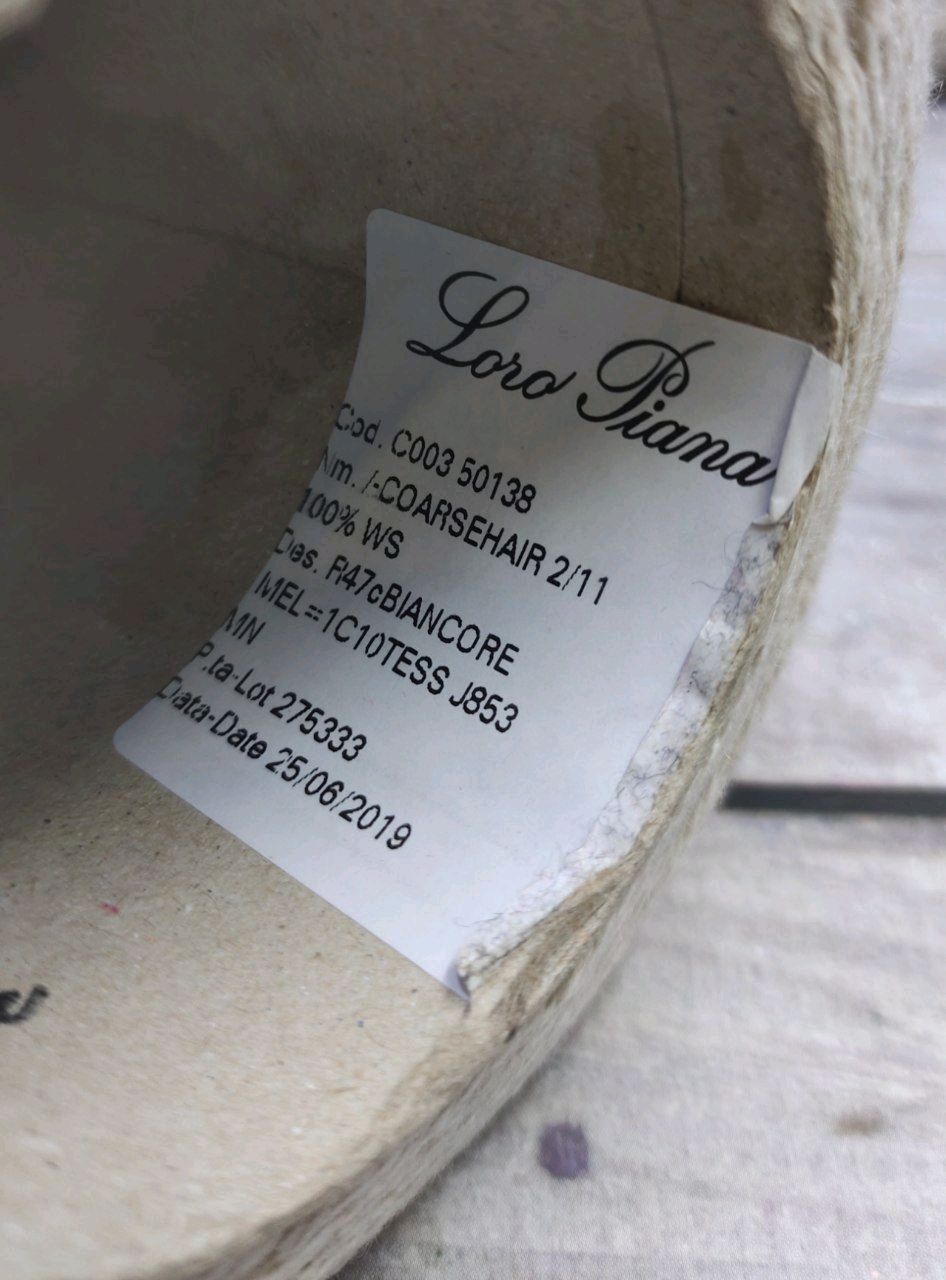 Loro Piana
Cod. C003 50138
Nm. /-COARSEHAIR 2/11
100% WS
Des. R47cBIANCORE
MEL=1C10TESS J853
P.ta-Lot 275333
Data-Date 25/06/2019